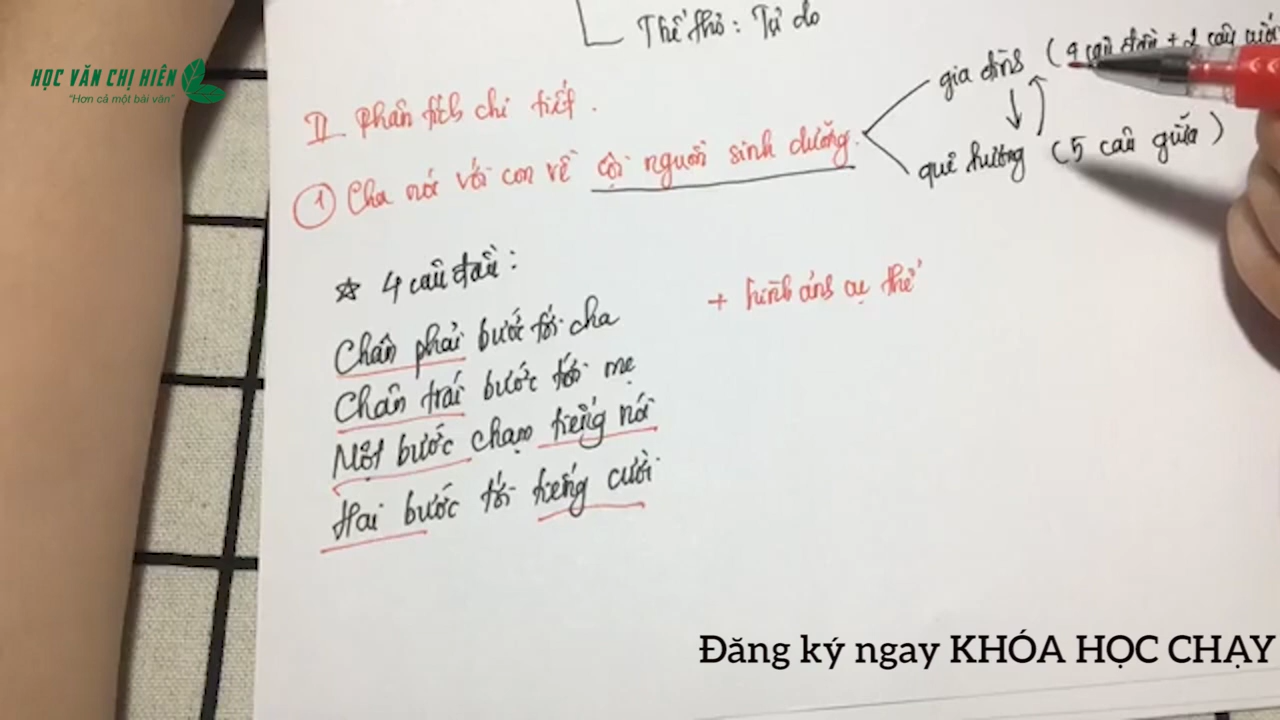 Thể thơ: Tự do
HỌC VĂN CHỊ HIÊN
"Hơn cả một bài văn"
II Phân tích chi tiết.
① Cha nói với con về cội nguồn sinh dưỡng.
gia đình (4 câu đầu + 2 câu cuối
quê hương (5 câu giữa)
☆ 4 câu đầu:
Chân phải bước tới cha
Chân trái bước tới mẹ
Một bước chạm tiếng nói
Hai bước tới tiếng cười
+ hình ảnh cụ thể
Đăng ký ngay KHÓA HỌC CHẠY